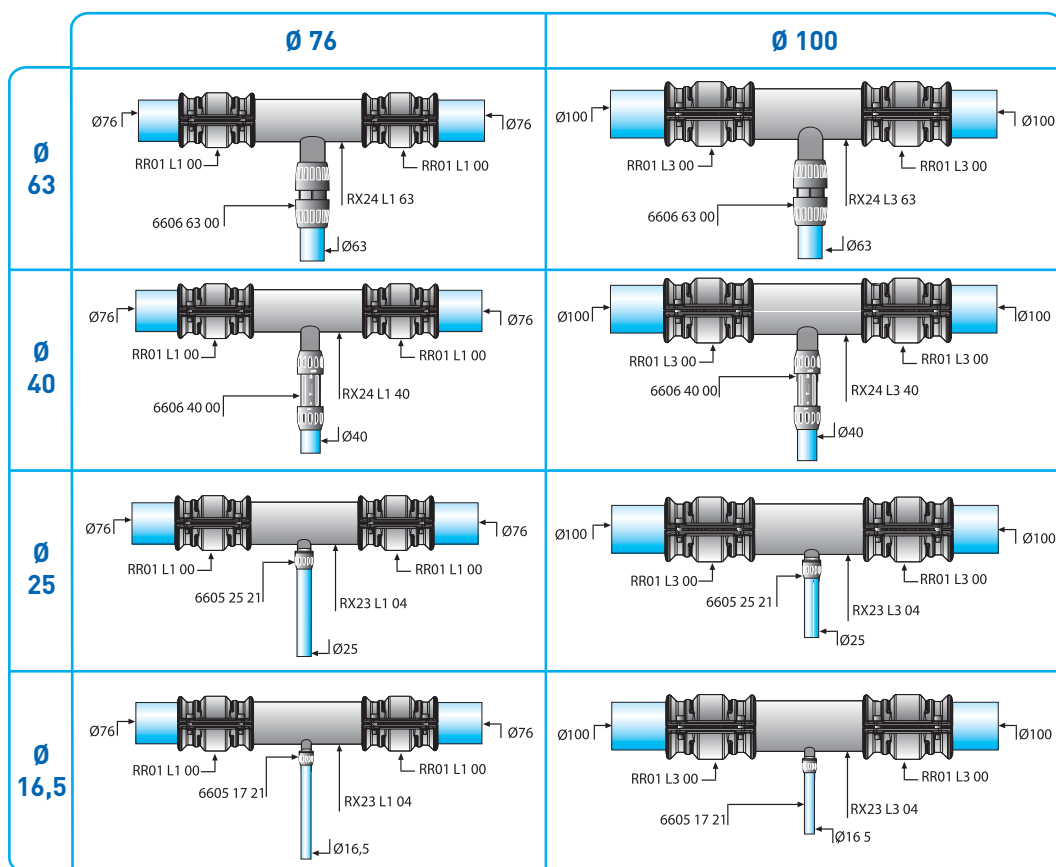 Ø 76
Ø 100
Ø
63
Ø76
Ø76
RR01 L1 00
RR01 L1 00
RX24 L1 63
6606 63 00
Ø63
Ø100
Ø100
RR01 L3 00
RR01 L3 00
RX24 L3 63
6606 63 00
Ø63
Ø
40
Ø76
Ø76
RR01 L1 00
RR01 L1 00
RX24 L1 40
6606 40 00
Ø40
Ø100
Ø100
RR01 L3 00
RR01 L3 00
RX24 L3 40
6606 40 00
Ø40
Ø
25
Ø76
Ø76
RR01 L1 00
RR01 L1 00
6605 25 21
RX23 L1 04
Ø25
Ø100
Ø100
RR01 L3 00
RR01 L3 00
6605 25 21
RX23 L3 04
Ø25
Ø
16,5
Ø76
Ø76
RR01 L1 00
RR01 L1 00
6605 17 21
RX23 L1 04
Ø16,5
Ø100
Ø100
RR01 L3 00
RR01 L3 00
RX23 L3 04
6605 17 21
Ø16 5